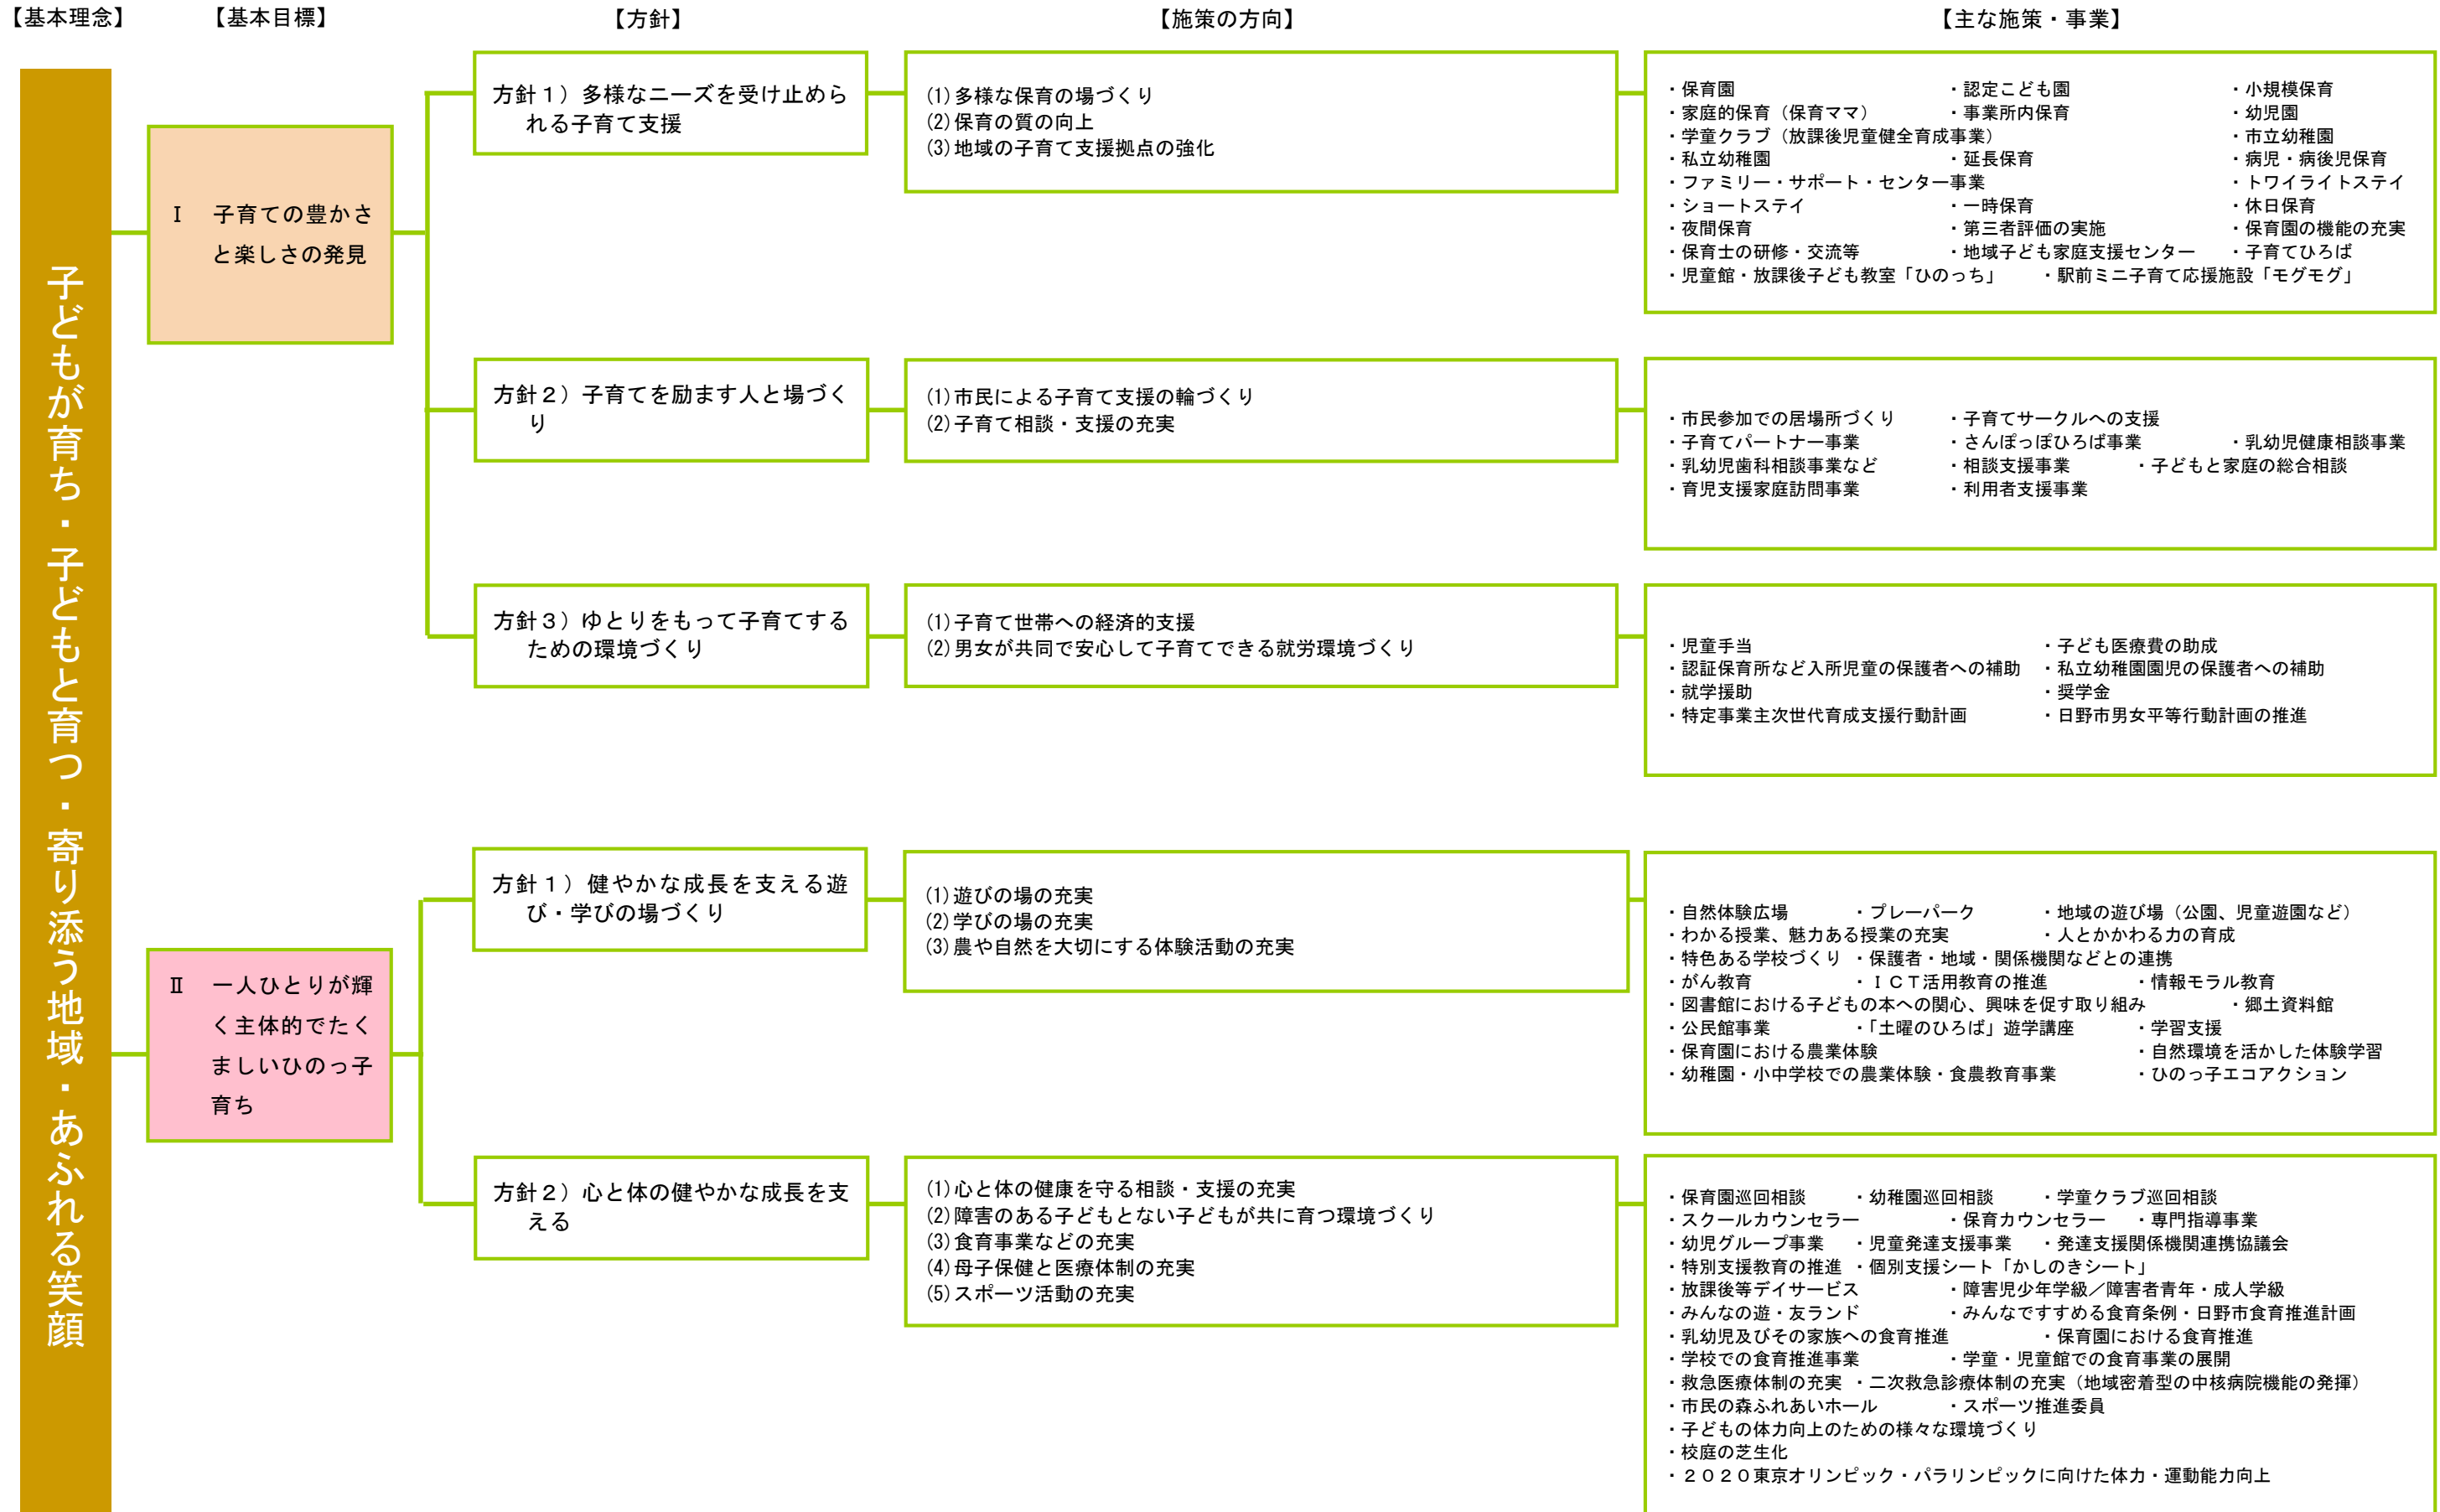 【基本理念】 【基本目標】 【方針】 【施策の方向】 【主な施策・事業】
子どもが育ち・子どもと育つ・寄り添う地域・あふれる笑顔
Ⅰ 子育ての豊かさ
と楽しさの発見
方針１）多様なニーズを受け止めら
れる子育て支援
(1)多様な保育の場づくり
(2)保育の質の向上
(3)地域の子育て支援拠点の強化
・保育園 ・認定こども園 ・小規模保育
・家庭的保育（保育ママ） ・事業所内保育 ・幼児園
・学童クラブ（放課後児童健全育成事業） ・市立幼稚園
・私立幼稚園 ・延長保育 ・病児・病後児保育
・ファミリー・サポート・センター事業 ・トワイライトステイ
・ショートステイ ・一時保育 ・休日保育
・夜間保育 ・第三者評価の実施 ・保育園の機能の充実
・保育士の研修・交流等 ・地域子ども家庭支援センター ・子育てひろば
・児童館・放課後子ども教室「ひのっち」 ・駅前ミニ子育て応援施設「モグモグ」
方針２）子育てを励ます人と場づく
り
(1)市民による子育て支援の輪づくり
(2)子育て相談・支援の充実
・市民参加での居場所づくり ・子育てサークルへの支援
・子育てパートナー事業 ・さんぽっぽひろば事業 ・乳幼児健康相談事業
・乳幼児歯科相談事業など ・相談支援事業 ・子どもと家庭の総合相談
・育児支援家庭訪問事業 ・利用者支援事業
方針３）ゆとりをもって子育てする
ための環境づくり
(1)子育て世帯への経済的支援
(2)男女が共同で安心して子育てできる就労環境づくり
・児童手当 ・子ども医療費の助成
・認証保育所など入所児童の保護者への補助 ・私立幼稚園園児の保護者への補助
・就学援助 ・奨学金
・特定事業主次世代育成支援行動計画 ・日野市男女平等行動計画の推進
Ⅱ 一人ひとりが輝
く主体的でたく
ましいひのっ子
育ち
方針１）健やかな成長を支える遊
び・学びの場づくり
(1)遊びの場の充実
(2)学びの場の充実
(3)農や自然を大切にする体験活動の充実
・自然体験広場 ・プレーパーク ・地域の遊び場（公園、児童遊園など）
・わかる授業、魅力ある授業の充実 ・人とかかわる力の育成
・特色ある学校づくり ・保護者・地域・関係機関などとの連携
・がん教育 ・ＩＣＴ活用教育の推進 ・情報モラル教育
・図書館における子どもの本への関心、興味を促す取り組み ・郷土資料館
・公民館事業 ・「土曜のひろば」遊学講座 ・学習支援
・保育園における農業体験 ・自然環境を活かした体験学習
・幼稚園・小中学校での農業体験・食農教育事業 ・ひのっ子エコアクション
方針２）心と体の健やかな成長を支
える
(1)心と体の健康を守る相談・支援の充実
(2)障害のある子どもとない子どもが共に育つ環境づくり
(3)食育事業などの充実
(4)母子保健と医療体制の充実
(5)スポーツ活動の充実
・保育園巡回相談 ・幼稚園巡回相談 ・学童クラブ巡回相談
・スクールカウンセラー ・保育カウンセラー ・専門指導事業
・幼児グループ事業 ・児童発達支援事業 ・発達支援関係機関連携協議会
・特別支援教育の推進 ・個別支援シート「かしのきシート」
・放課後等デイサービス ・障害児少年学級／障害者青年・成人学級
・みんなの遊・友ランド ・みんなですすめる食育条例・日野市食育推進計画
・乳幼児及びその家族への食育推進 ・保育園における食育推進
・学校での食育推進事業 ・学童・児童館での食育事業の展開
・救急医療体制の充実 ・二次救急診療体制の充実（地域密着型の中核病院機能の発揮）
・市民の森ふれあいホール ・スポーツ推進委員
・子どもの体力向上のための様々な環境づくり
・校庭の芝生化
・２０２０東京オリンピック・パラリンピックに向けた体力・運動能力向上